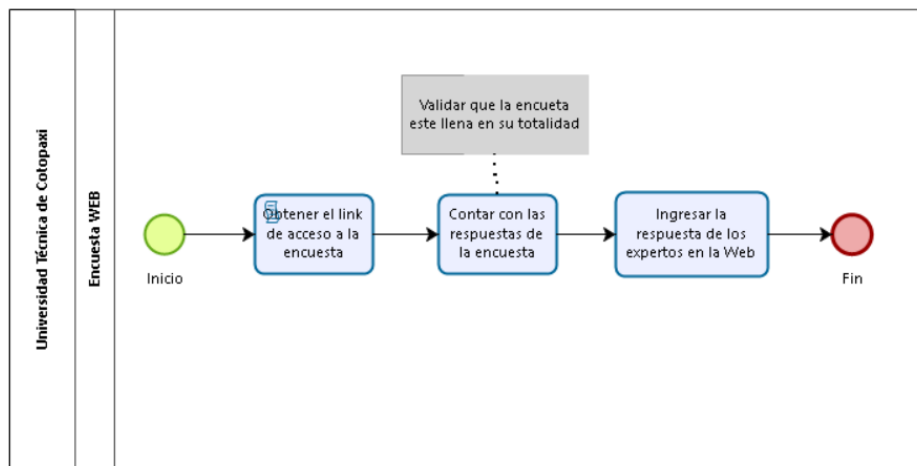 Universidad Técnica de Cotopaxi
Encuesta WEB
Validar que la encueta
este llena en su totalidad
Inicio
Obtener el link
de acceso a la
encuesta
Contar con las
respuestas de
la encuesta
Ingresar la
respuesta de los
expertos en la Web
Fin